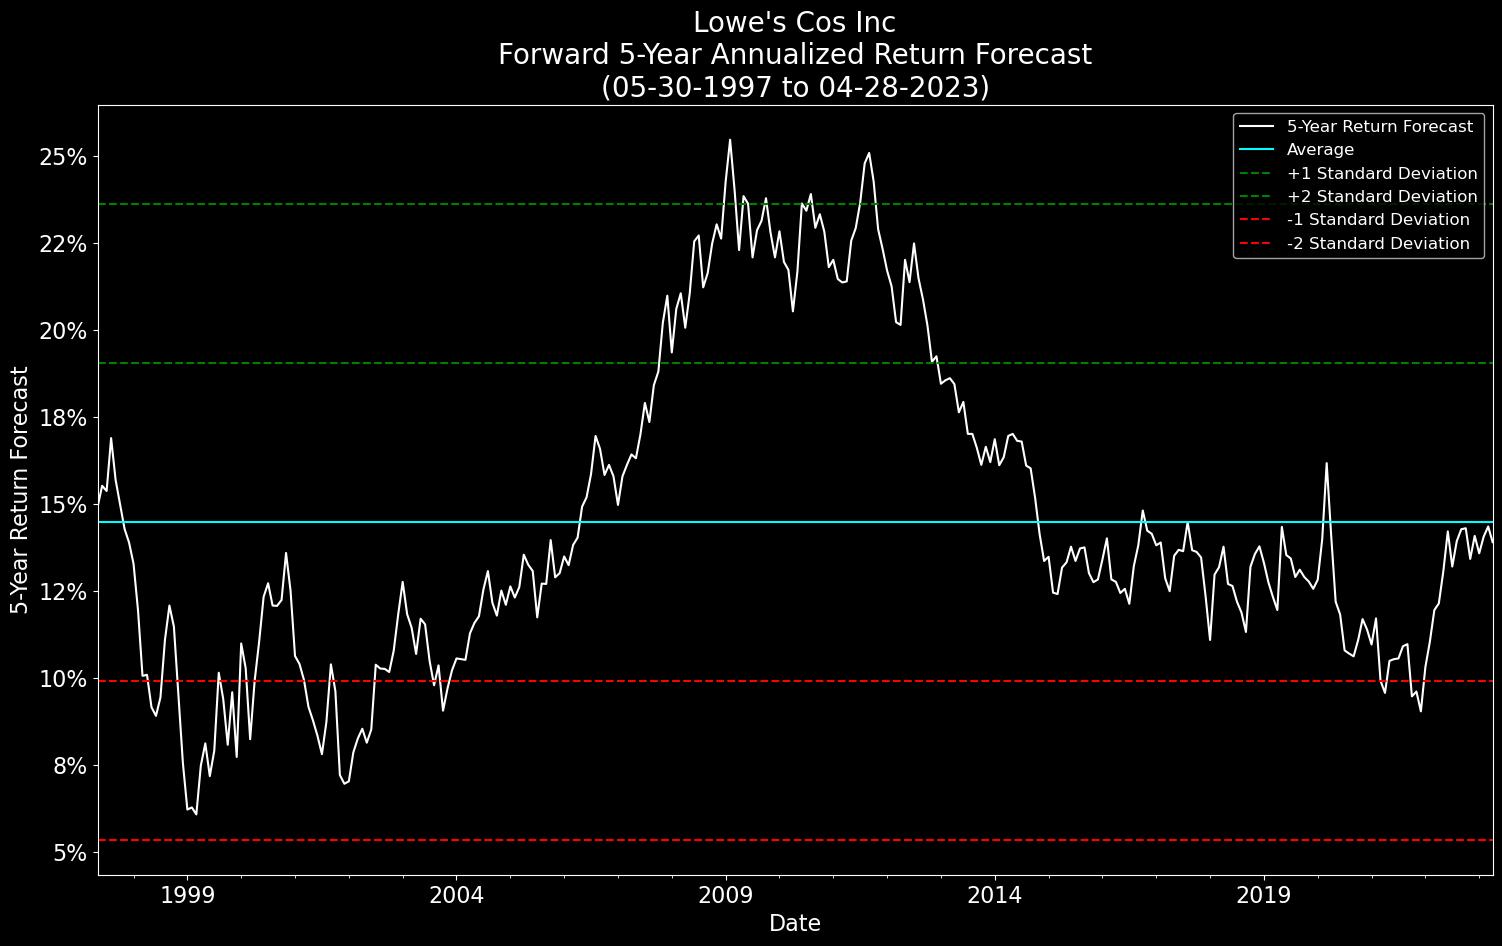 Lowe's Cos Inc
Forward 5-Year Annualized Return Forecast
(05-30-1997 to 04-28-2023)
5-Year Return Forecast
Average
+1 Standard Deviation
+2 Standard Deviation
-1 Standard Deviation
-2 Standard Deviation
25%
22%
20%
18%
15%
12%
10%
8%
5%
5-Year Return Forecast
1999
2004
2009
2014
2019
Date